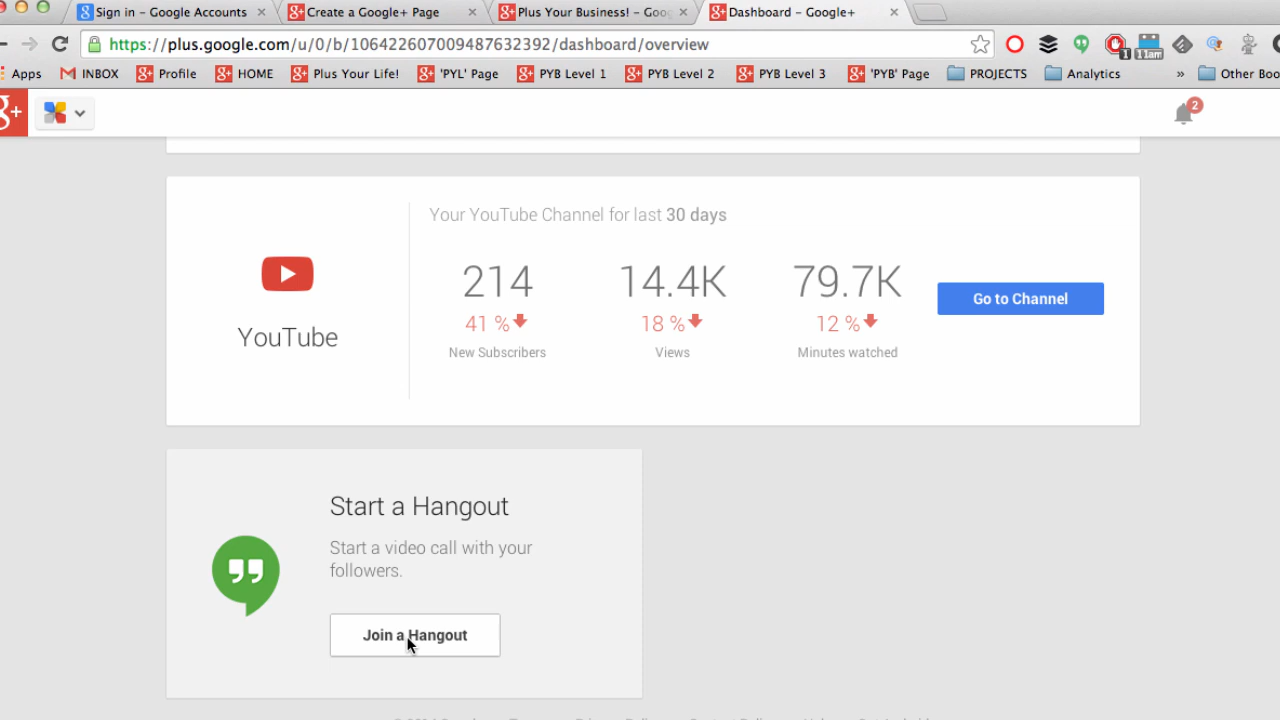 Sign in – Google Accounts
Create a Google+ Page
Plus Your Business! – Goog
Dashboard – Google+
https://plus.google.com/u/0/b/106422607009487632392/dashboard/overview
1
11am
Apps
INBOX
Profile
HOME
Plus Your Life!
'PYL' Page
PYB Level 1
PYB Level 2
PYB Level 3
'PYB' Page
PROJECTS
Analytics
»
Other Boo
g+
2
Your YouTube Channel for last 30 days
214
14.4K
79.7K
Go to Channel
41 %
18 %
12 %
YouTube
New Subscribers
Views
Minutes watched
Start a Hangout
Start a video call with your
followers.
Join a Hangout